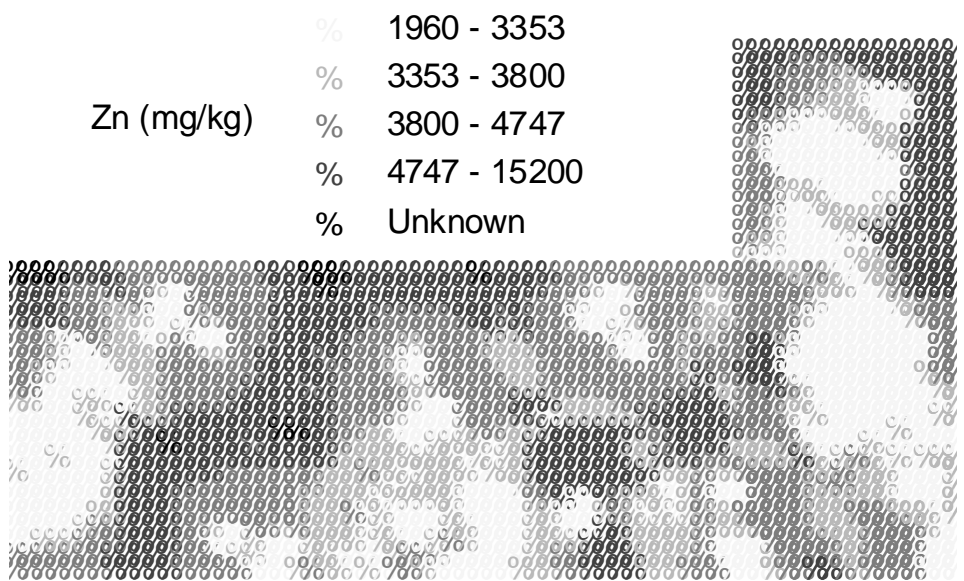 % 1960 - 3353
% 3353 - 3800
Zn (mg/kg) % 3800 - 4747
% 4747 - 15200
% Unknown